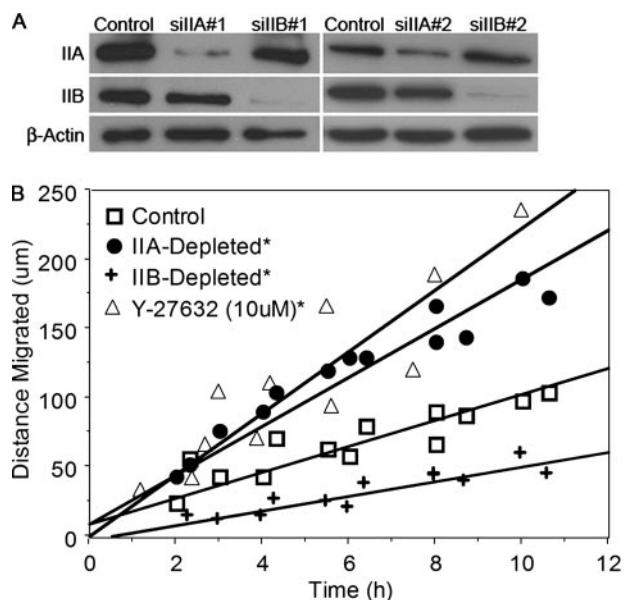 A
Control siIIA#1 siIIB#1 Control siIIA#2 siIIB#2
IIA
IIB
β-Actin
B
250
200
150
100
50
0
Distance Migrated (um)
Control
IIA-Depleted*
IIB-Depleted*
Y-27632 (10uM)*
0 2 4 6 8 10 12
Time (h)